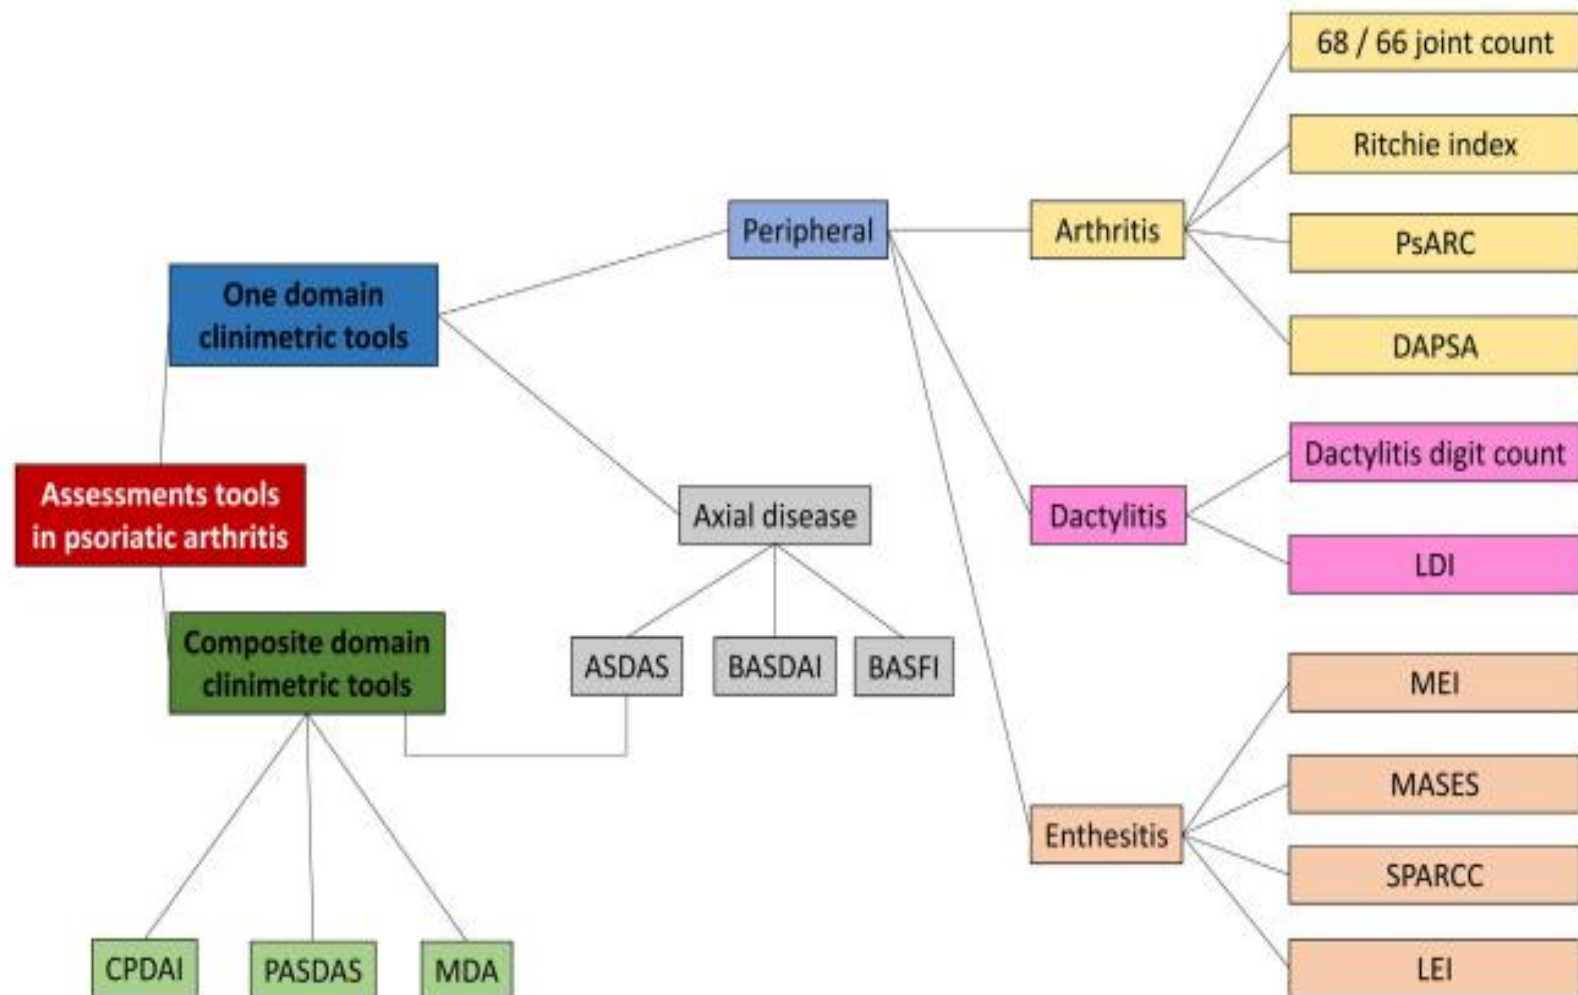 68 / 66 joint count
Ritchie index
Peripheral
Arthritis
PsARC
One domain
clinimetric tools
DAPSA
Dactylitis digit count
Assessments tools
in psoriatic arthritis
Axial disease
Dactylitis
LDI
Composite domain
clinimetric tools
ASDAS
BASDAI
BASFI
MEI
MASES
Enthesitis
SPARCC
CPDAI
PASDAS
MDA
LEI